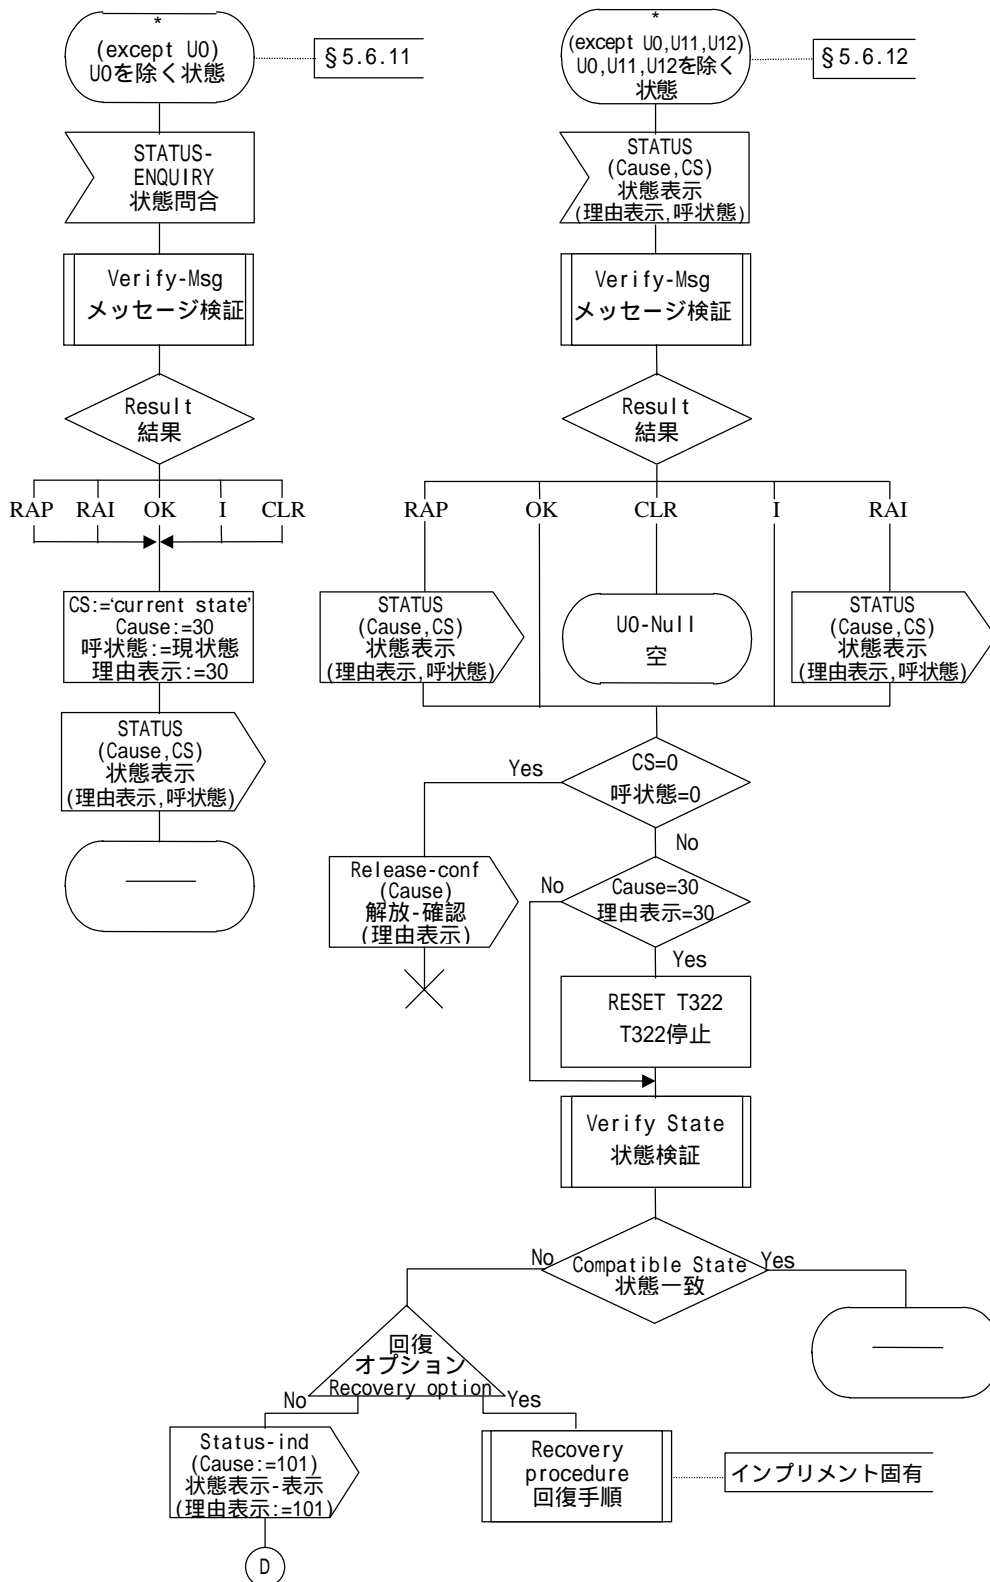 *
(except U0)
U0を除く状態
§5.6.11
STATUS-
ENQUIRY
状態問合
Verify-Msg
メッセージ検証
Result
結果
RAP RAI OK I CLR
CS:='current state'
Cause:=30
呼状態:=現状態
理由表示:=30
STATUS
(Cause,CS)
状態表示
(理由表示,呼状態)
*
(except U0,U11,U12)
U0,U11,U12を除く
状態
§5.6.12
STATUS
(Cause,CS)
状態表示
(理由表示,呼状態)
Verify-Msg
メッセージ検証
Result
結果
RAP OK CLR I RAI
STATUS
(Cause,CS)
状態表示
(理由表示,呼状態)
U0-Null
空
STATUS
(Cause,CS)
状態表示
(理由表示,呼状態)
CS=0
呼状態=0
Yes
No
Release-conf
(Cause)
解放-確認
(理由表示)
Cause=30
理由表示=30
No
Yes
RESET T322
T322停止
Verify State
状態検証
Compatible State
状態一致
No
Yes
回復
オプション
Recovery option
No
Yes
Status-ind
(Cause:=101)
状態表示-表示
(理由表示:=101)
Recovery
procedure
回復手順
インプリメント固有
D